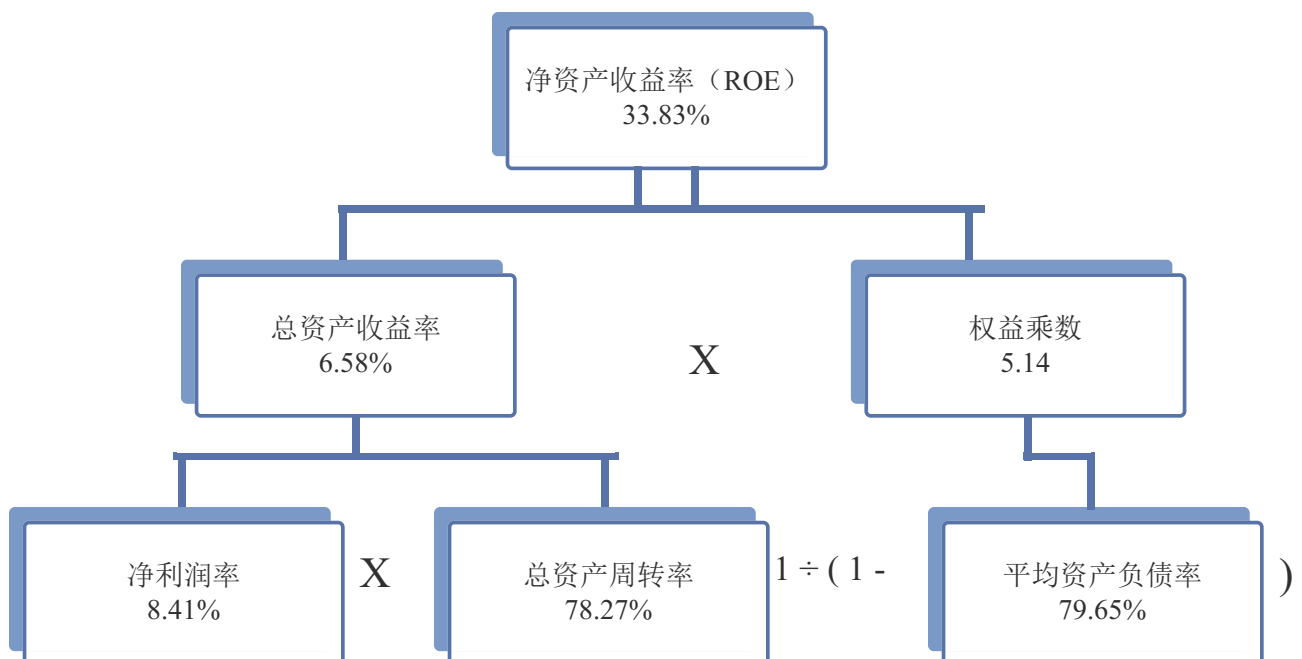 净资产收益率（ROE）
33.83%
总资产收益率
6.58%
X
权益乘数
5.14
净利润率
8.41%
X
总资产周转率
78.27%
1 ÷ ( 1 -
平均资产负债率
79.65%
)